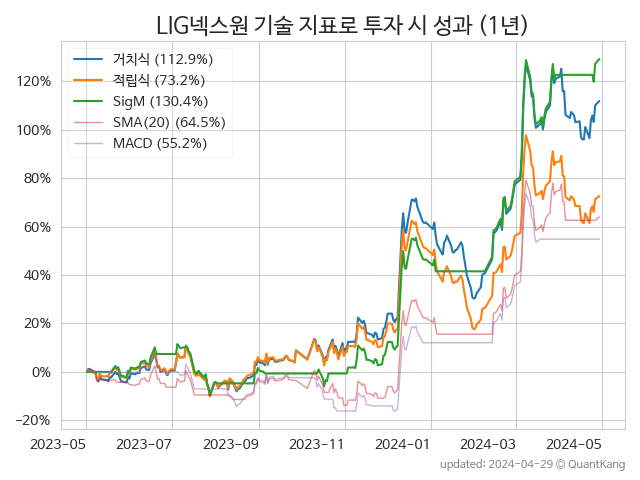 LIG넥스원 기술 지표로 투자 시 성과 (1년)
거치식 (112.9%)
적립식 (73.2%)
SigM (130.4%)
SMA(20) (64.5%)
MACD (55.2%)
120%
100%
80%
60%
40%
20%
0%
−20%
2023-05
2023-07
2023-09
2023-11
2024-01
2024-03
2024-05
updated: 2024-04-29 © QuantKang